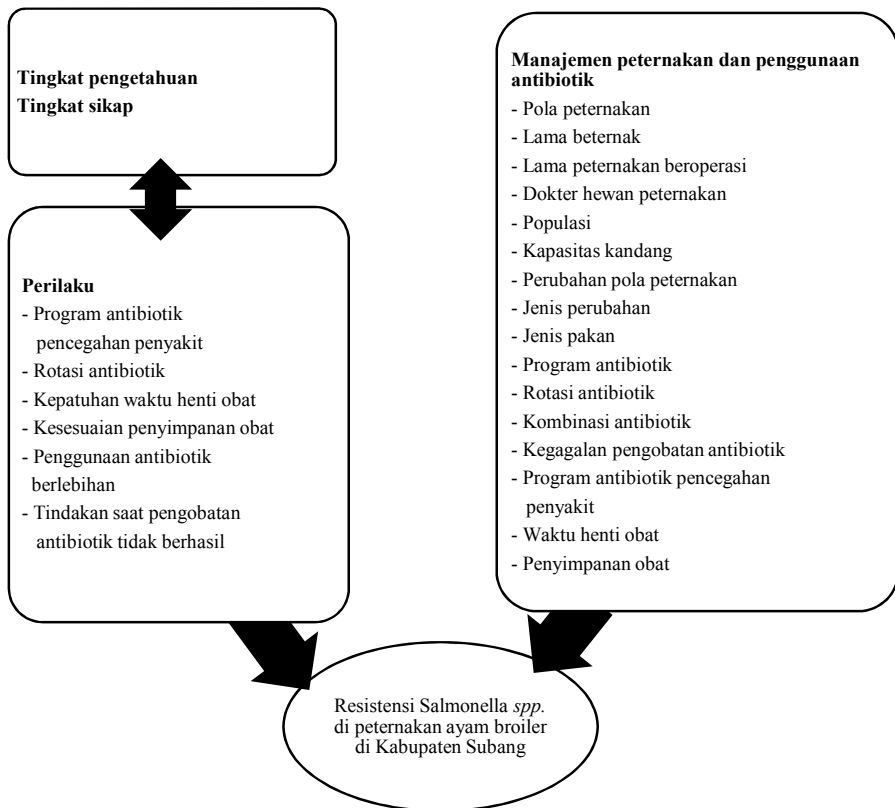 Tingkat pengetahuan
Tingkat sikap
Perilaku
- Program antibiotik
pencegahan penyakit
- Rotasi antibiotik
- Kepatuhan waktu henti obat
- Kesesuaian penyimpanan obat
- Penggunaan antibiotik
berlebihan
- Tindakan saat pengobatan
antibiotik tidak berhasil
Manajemen peternakan dan penggunaan
antibiotik
- Pola peternakan
- Lama beternak
- Lama peternakan beroperasi
- Dokter hewan peternakan
- Populasi
- Kapasitas kandang
- Perubahan pola peternakan
- Jenis perubahan
- Jenis pakan
- Program antibiotik
- Rotasi antibiotik
- Kombinasi antibiotik
- Kegagalan pengobatan antibiotik
- Program antibiotik pencegahan
penyakit
- Waktu henti obat
- Penyimpanan obat
Resistensi Salmonella spp.
di peternakan ayam broiler
di Kabupaten Subang